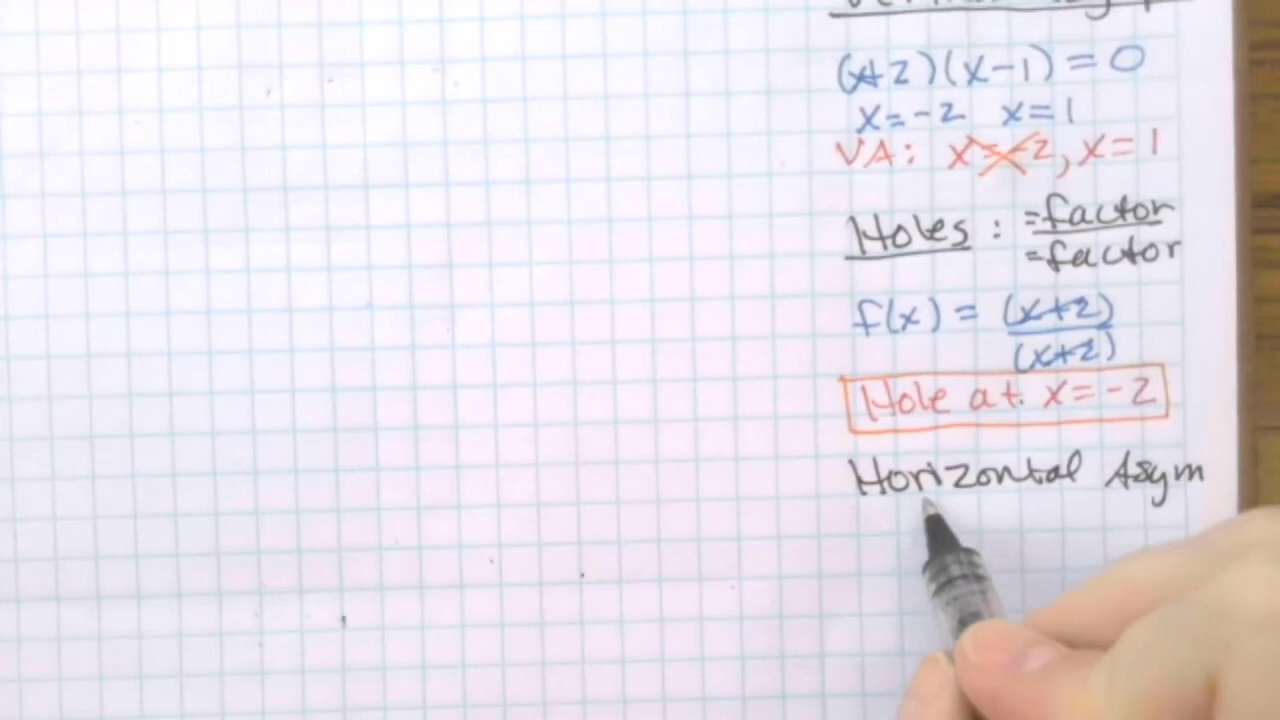 (x+2)(x-1)=0
x=-2 x=1
VA: x=-2, x=1
Holes: =factor
=factor
f(x) = (x+2)
(x+2)
Hole at x=-2
Horizontal Asym